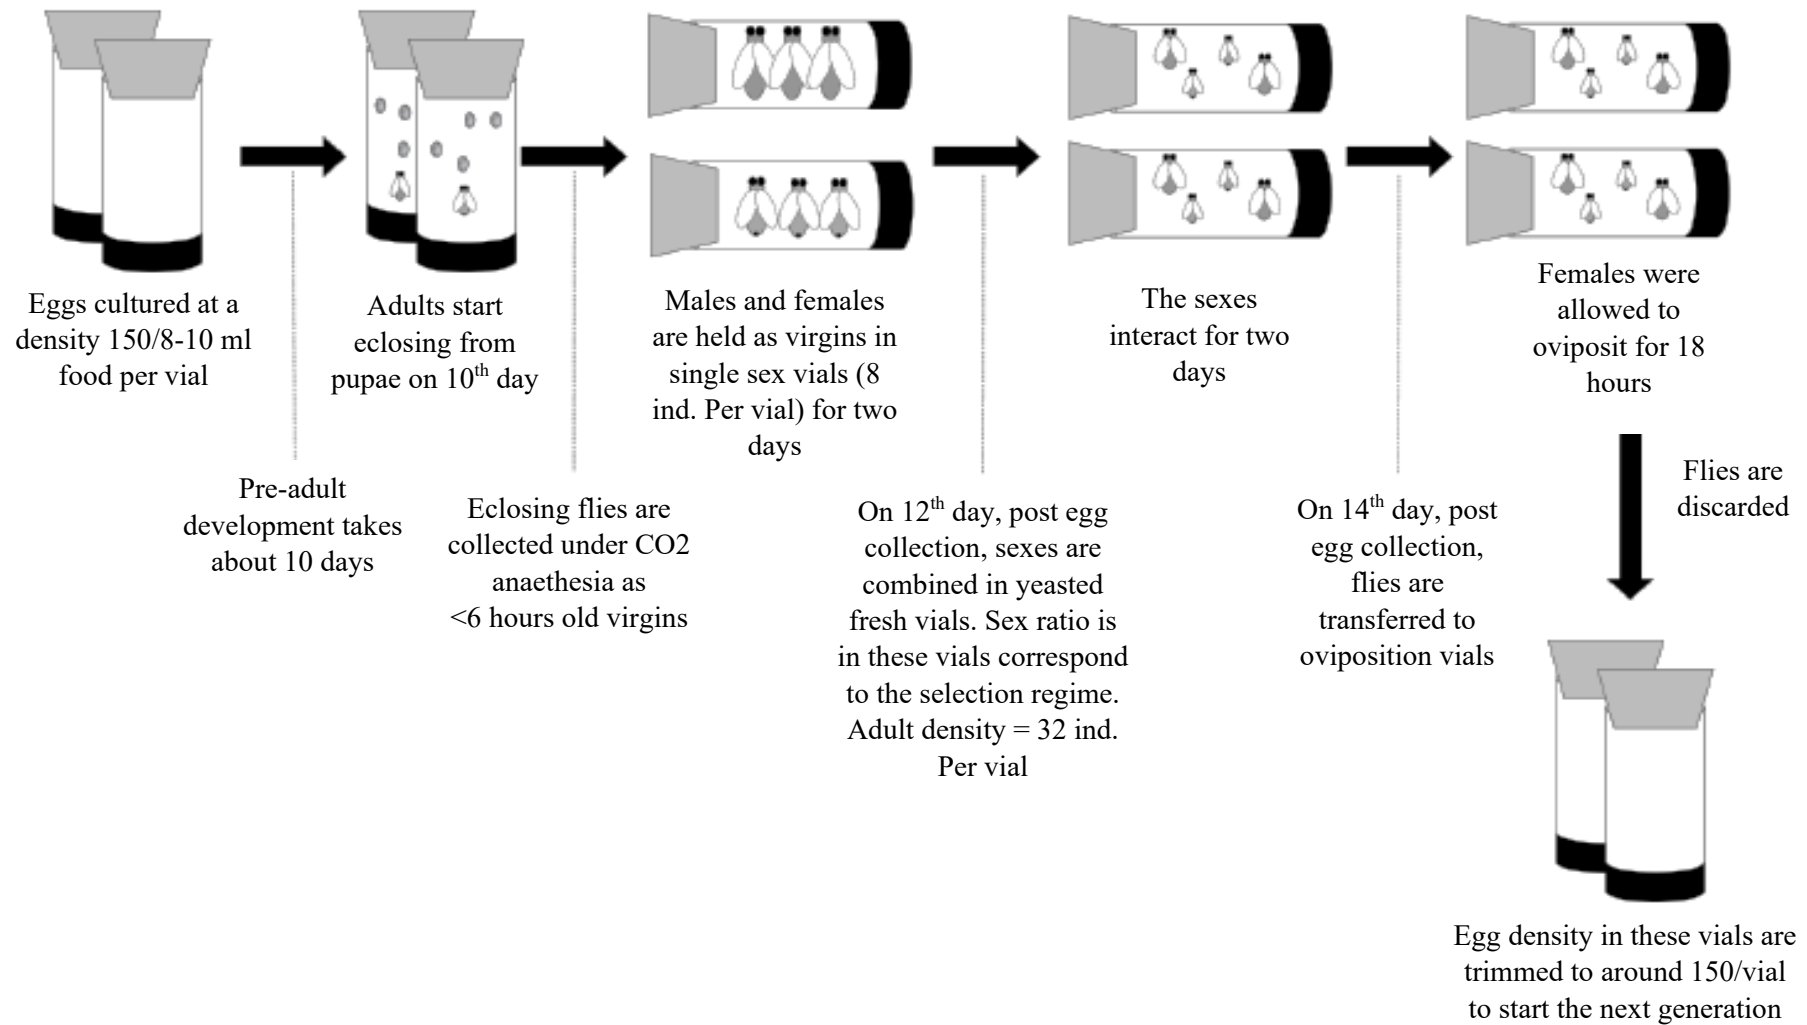 Eggs cultured at a
density 150/8-10 ml
food per vial
Adults start
eclosing from
pupae on 10th day
Males and females
are held as virgins in
single sex vials (8
ind. Per vial) for two
days
The sexes
interact for two
days
Females were
allowed to
oviposit for 18
hours
Pre-adult
development takes
about 10 days
Eclosing flies are
collected under CO2
anaethesia as
<6 hours old virgins
On 12th day, post egg
collection, sexes are
combined in yeasted
fresh vials. Sex ratio is
in these vials correspond
to the selection regime.
Adult density = 32 ind.
Per vial
On 14th day, post
egg collection,
flies are
transferred to
oviposition vials
Flies are
discarded
Egg density in these vials are
trimmed to around 150/vial
to start the next generation